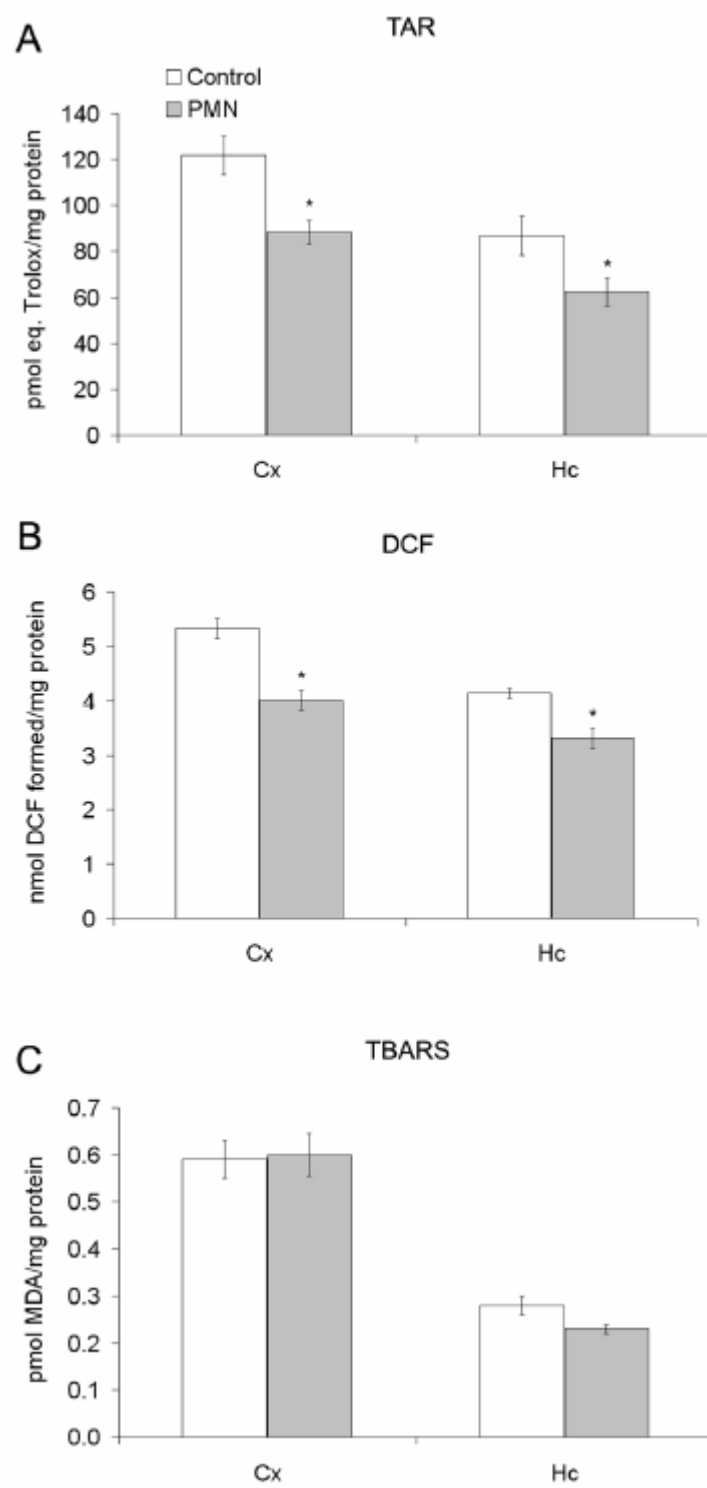 A
TAR
Control
PMN
pmol eq. Trolox/mg protein
140
120
100
80
60
40
20
0
*
*
Cx
Hc
B
DCF
nmol DCF formed/mg protein
6
5
4
3
2
1
0
*
*
Cx
Hc
C
TBARS
pmol MDA/mg protein
0.7
0.6
0.5
0.4
0.3
0.2
0.1
0.0
Cx
Hc